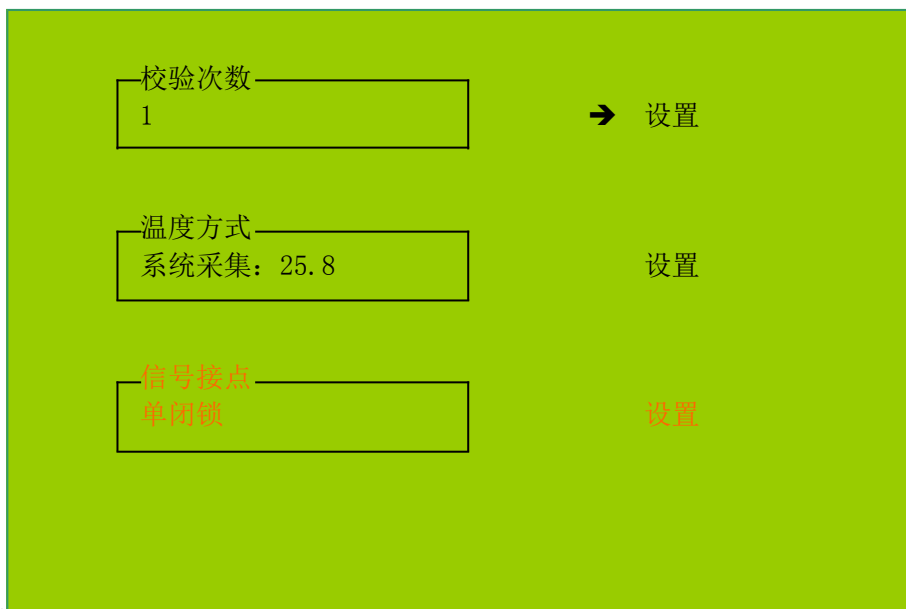 校验次数
1
➔ 设置
温度方式
系统采集：25.8
设置
信号接点
单闭锁
设置